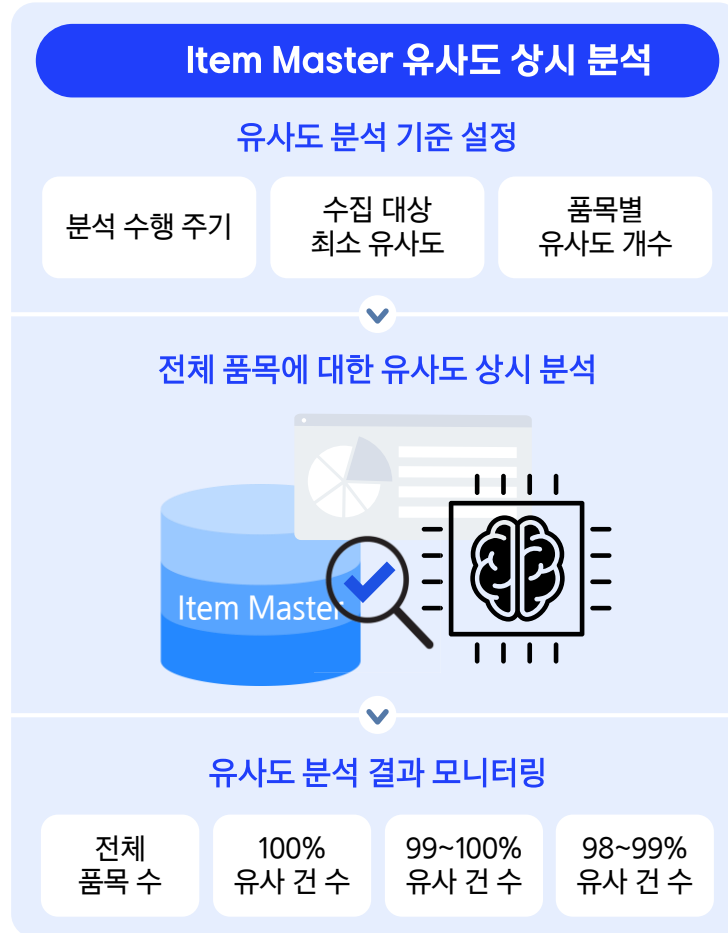 Item Master 유사도 상시 분석
유사도 분석 기준 설정
분석 수행 주기
수집 대상
최소 유사도
품목별
유사도 개수
전체 품목에 대한 유사도 상시 분석
Item Master
유사도 분석 결과 모니터링
전체
품목 수
100%
유사 건 수
99~100%
유사 건 수
98~99%
유사 건 수